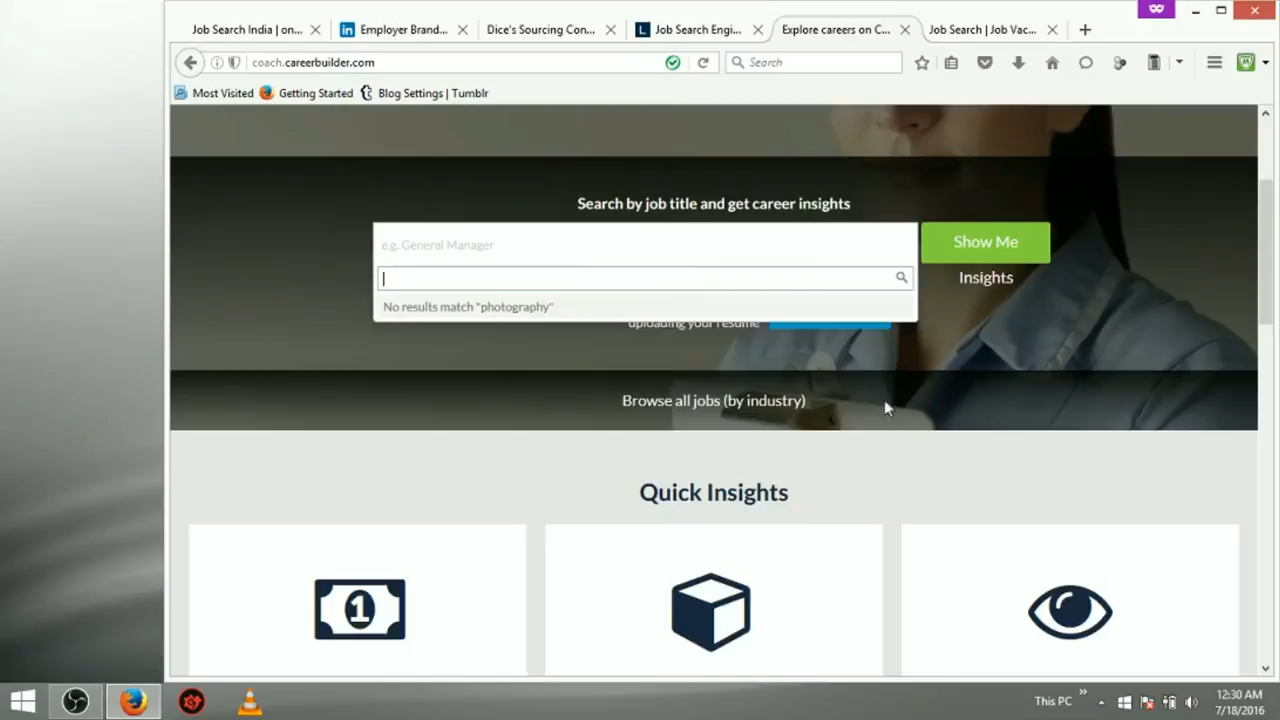 Job Search India | on...
Employer Brand...
Dice's Sourcing Con...
L Job Search Engi...
Explore careers on C...
Job Search | Job Vac...
coach.careerbuilder.com
Search
Most Visited
Getting Started
Blog Settings | Tumblr
Search by job title and get career insights
e.g. General Manager
Show Me
Insights
No results match "photography"
uploading your resume
Browse all jobs (by industry)
Quick Insights
1
This PC
12:30 AM
7/18/2016